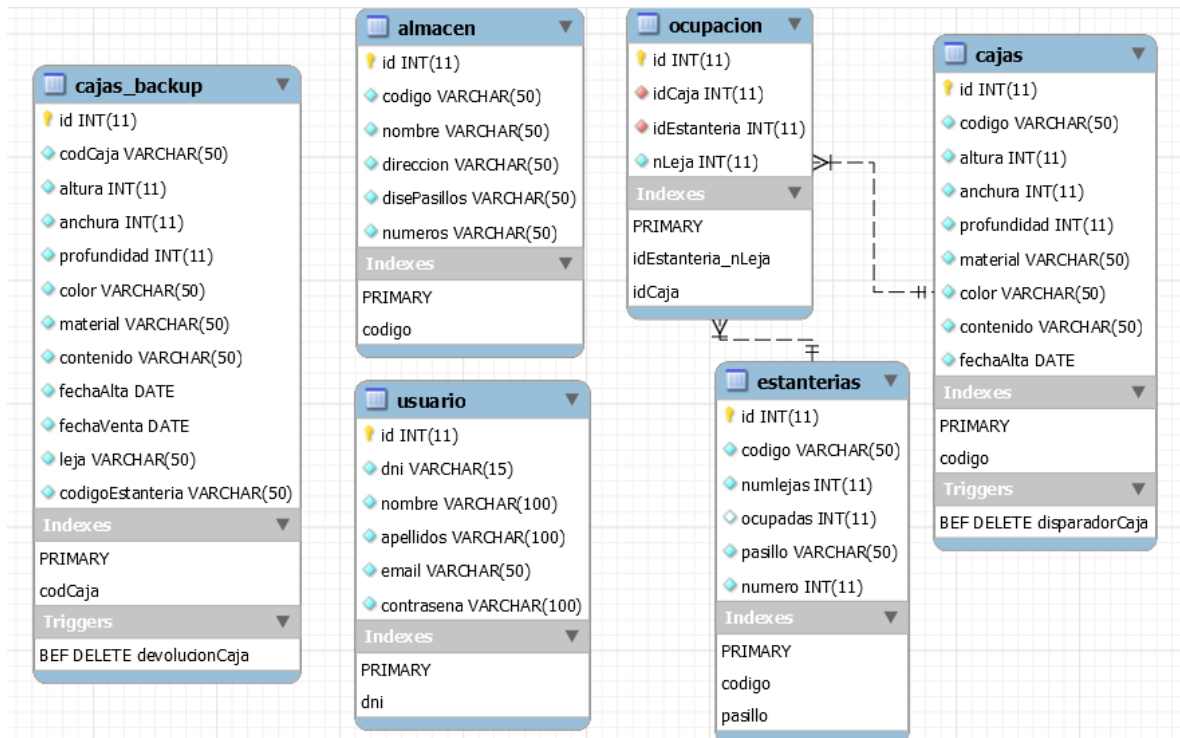 cajas_backup
id INT(11)
codCaja VARCHAR(50)
altura INT(11)
anchura INT(11)
profundidad INT(11)
color VARCHAR(50)
material VARCHAR(50)
contenido VARCHAR(50)
fechaAlta DATE
fechaVenta DATE
leja VARCHAR(50)
codigoEstanteria VARCHAR(50)
Indexes
PRIMARY
codCaja
Triggers
BEF DELETE devolucionCaja
almacen
id INT(11)
codigo VARCHAR(50)
nombre VARCHAR(50)
direccion VARCHAR(50)
disePasillos VARCHAR(50)
numeros VARCHAR(50)
Indexes
PRIMARY
codigo
usuario
id INT(11)
dni VARCHAR(15)
nombre VARCHAR(100)
apellidos VARCHAR(100)
email VARCHAR(50)
contrasena VARCHAR(100)
Indexes
PRIMARY
dni
ocupacion
id INT(11)
idCaja INT(11)
idEstanteria INT(11)
nLeja INT(11)
Indexes
PRIMARY
idEstanteria_nLeja
idCaja
estanterias
id INT(11)
codigo VARCHAR(50)
numlejas INT(11)
ocupadas INT(11)
pasillo VARCHAR(50)
numero INT(11)
Indexes
PRIMARY
codigo
pasillo
cajas
id INT(11)
codigo VARCHAR(50)
altura INT(11)
anchura INT(11)
profundidad INT(11)
material VARCHAR(50)
color VARCHAR(50)
contenido VARCHAR(50)
fechaAlta DATE
Indexes
PRIMARY
codigo
Triggers
BEF DELETE disparadorCaja